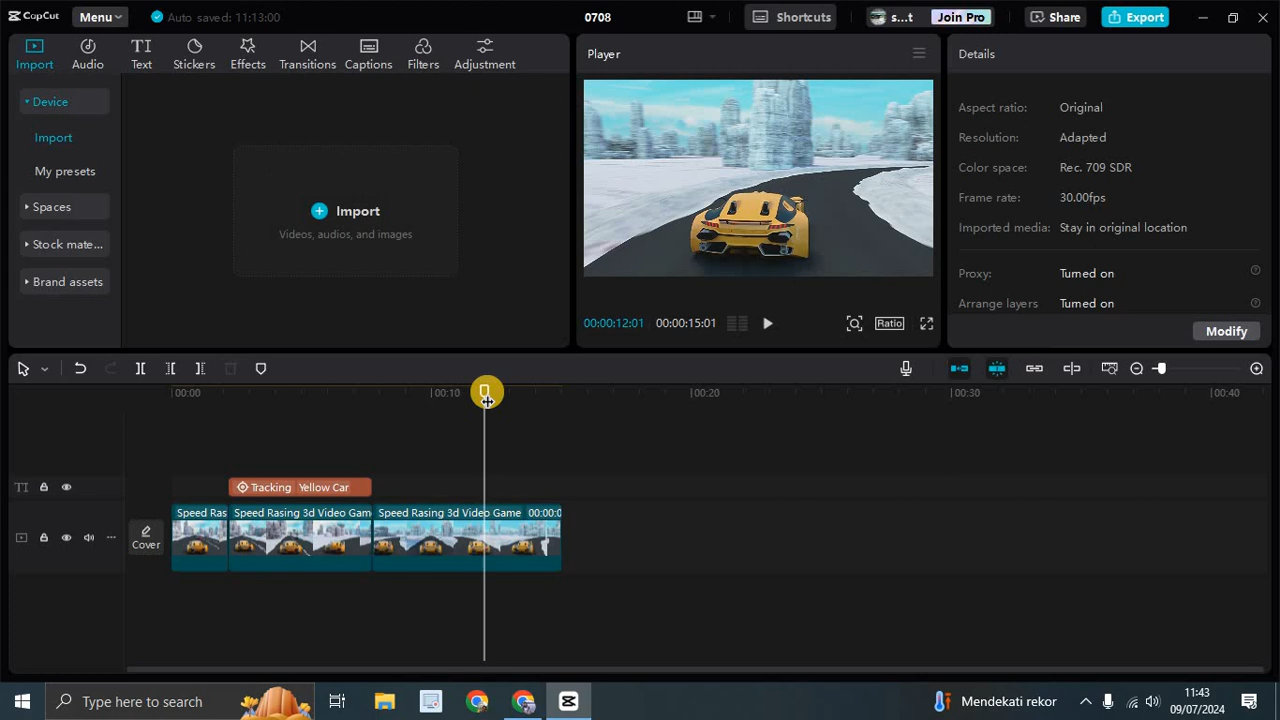 CapCut
Menu
Auto saved: 11:13:00
0708
Shortcuts
s...t
Join Pro
Share
Export
Import
Audio
Text
Stickers
Effects
Transitions
Captions
Filters
Adjustment
Device
Import
My presets
Spaces
Stock mate...
Brand assets
Import
Videos, audios, and images
Player
00:00:12:01
00:00:15:01
Ratio
Details
Aspect ratio: Original
Resolution: Adapted
Color space: Rec. 709 SDR
Frame rate: 30.00fps
Imported media: Stay in original location
Proxy: Turned on
Arrange layers Turned on
Modify
00:00
00:10
00:20
00:30
00:40
TI
Tracking Yellow Car
Cover
Speed Ras
Speed Rasing 3d Video Gam
Speed Rasing 3d Video Game 00:00:0
Type here to search
Mendekati rekor
11:43
09/07/2024